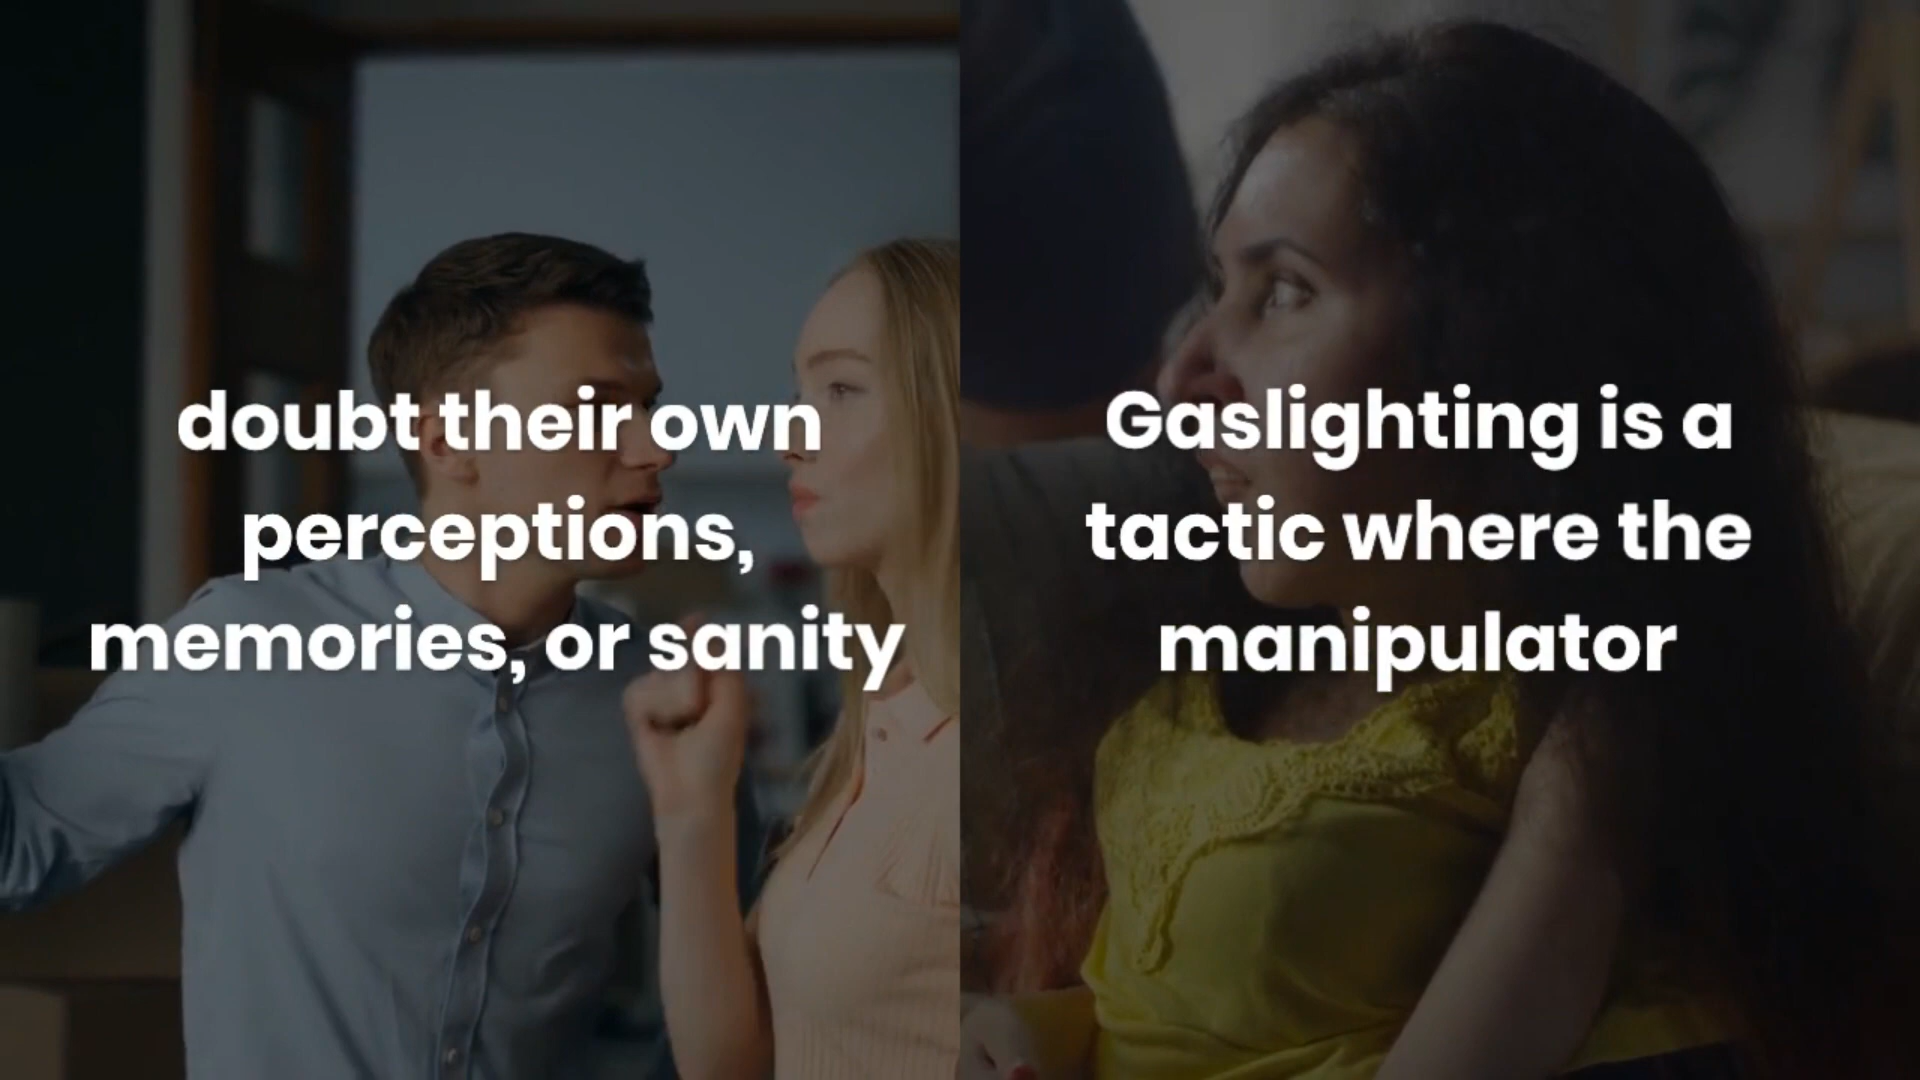 doubt their own
perceptions,
memories, or sanity
Gaslighting is a
tactic where the
manipulator